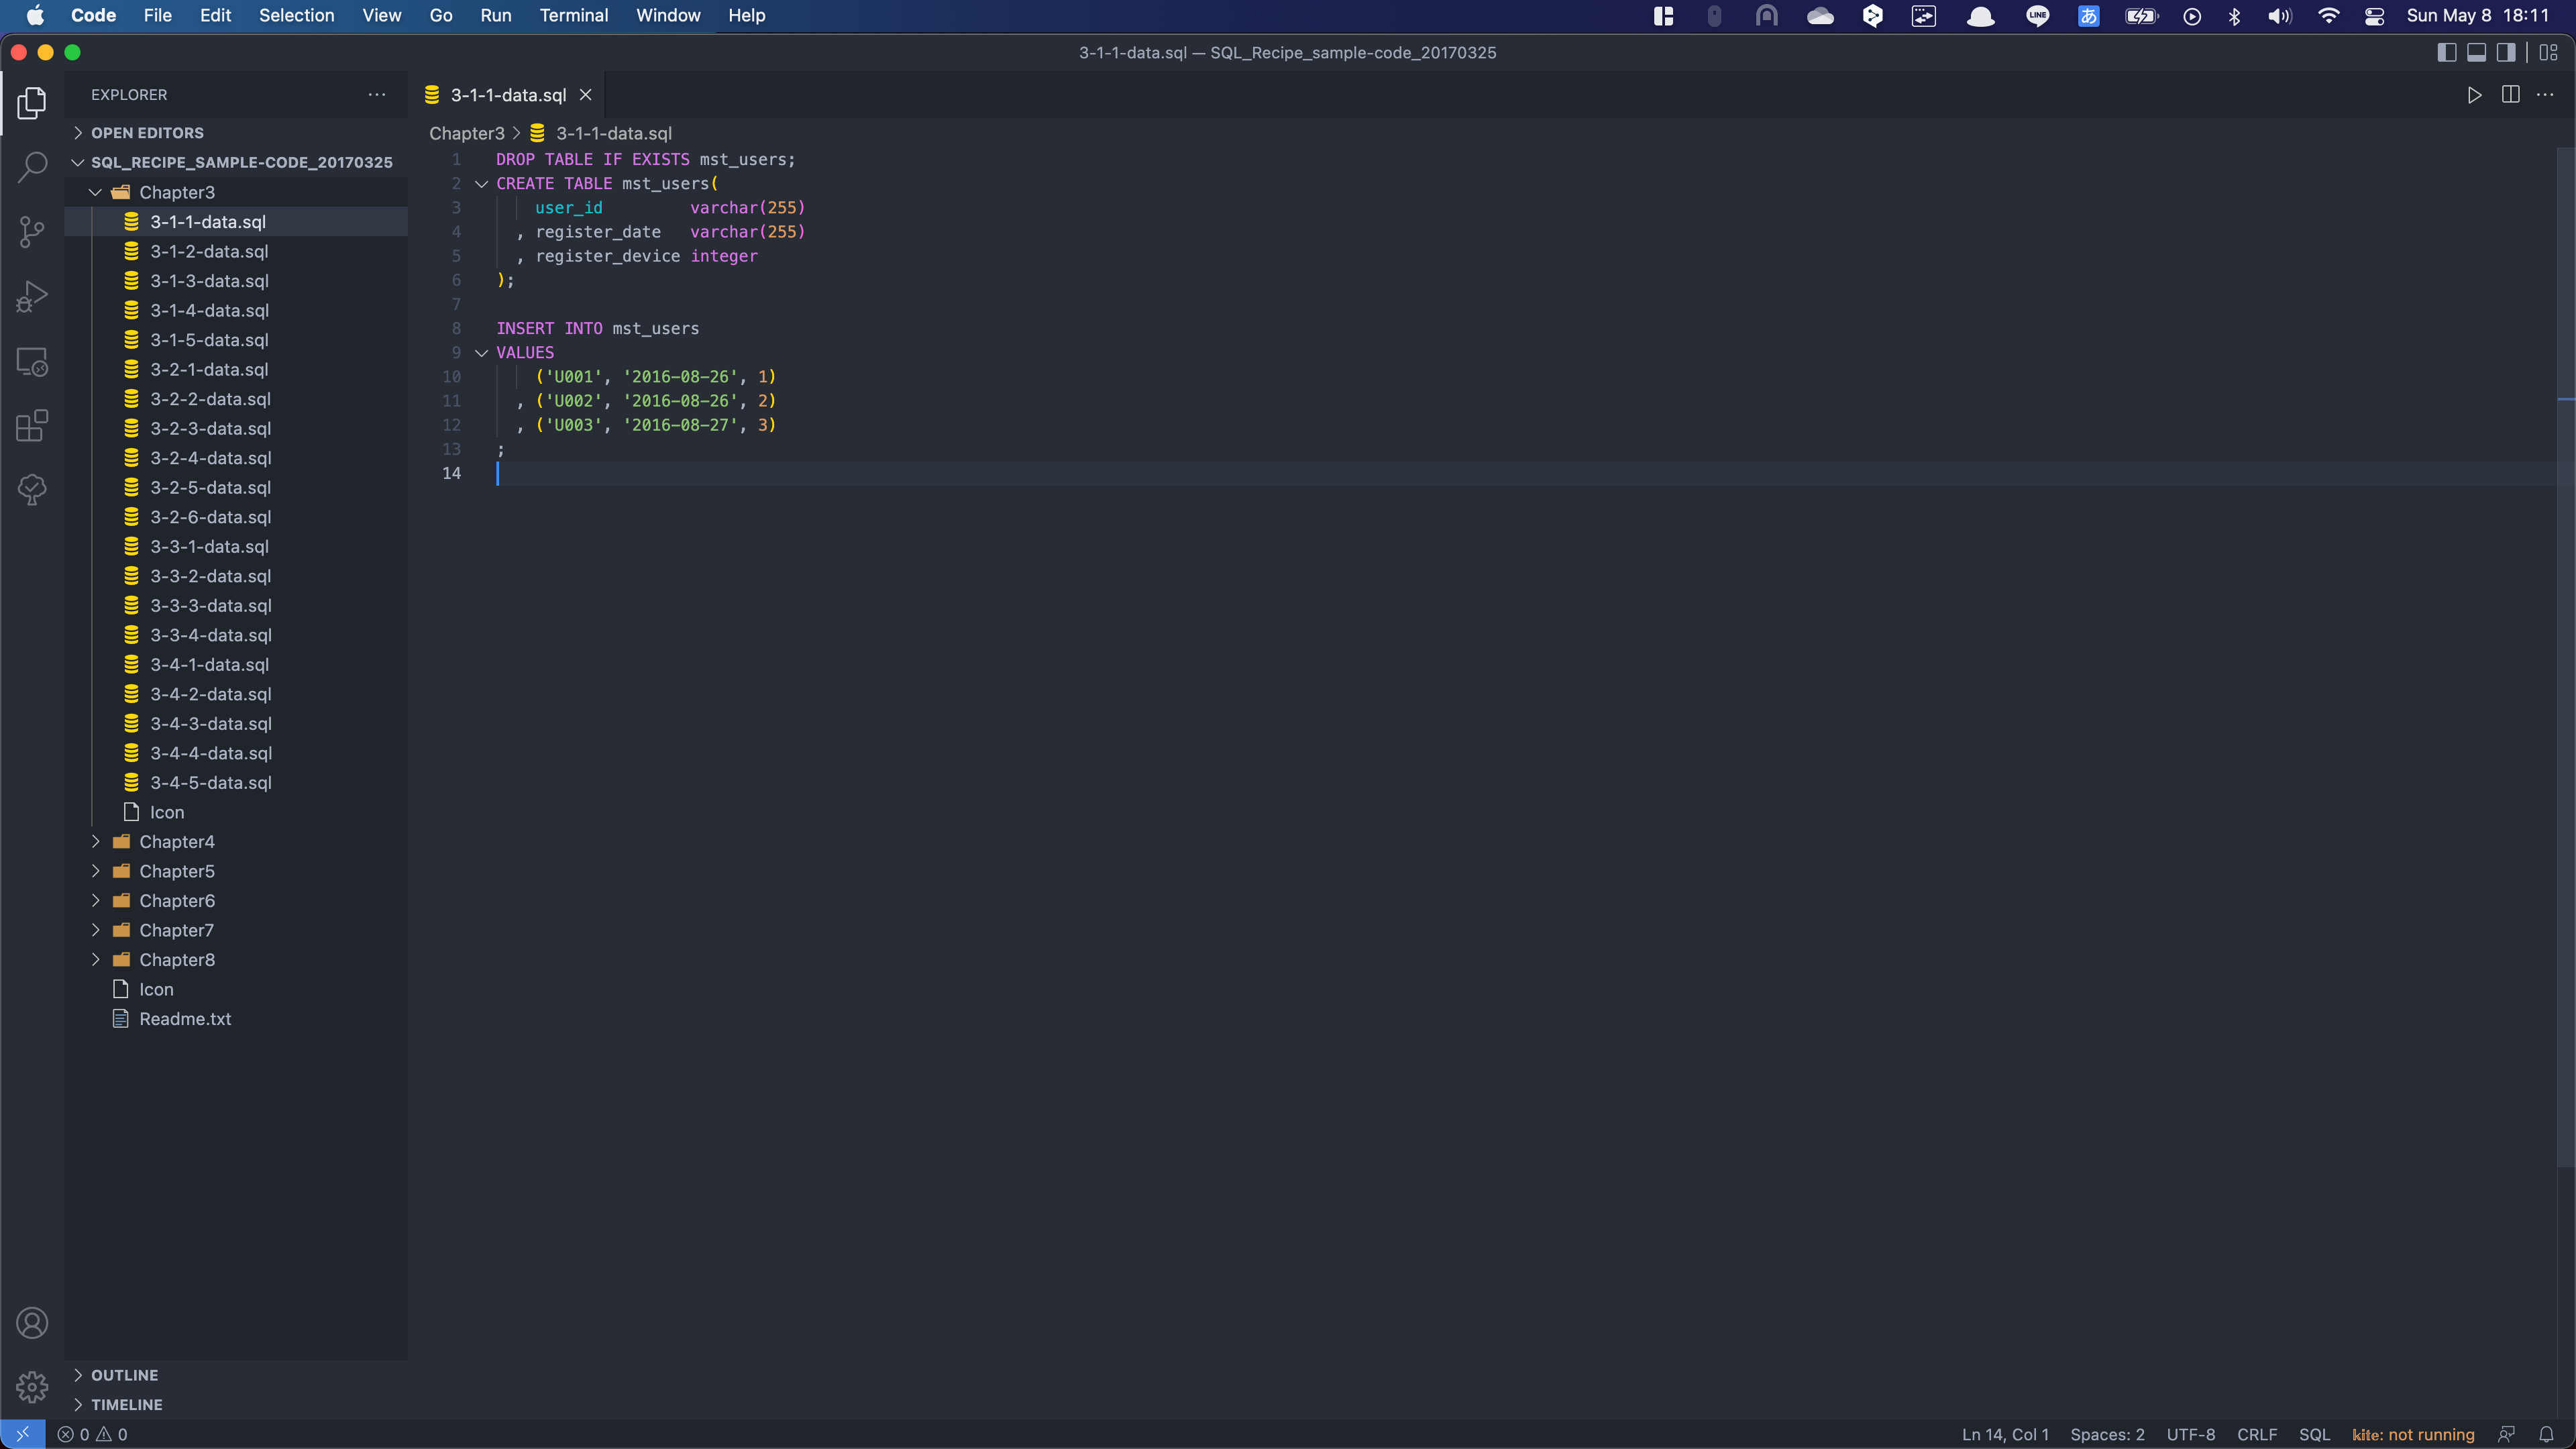 Code File Edit Selection View Go Run Terminal Window Help LINE あ Sun May 8 18:11
3-1-1-data.sql — SQL_Recipe_sample-code_20170325
EXPLORER
OPEN EDITORS
SQL_RECIPE_SAMPLE-CODE_20170325
Chapter3
3-1-1-data.sql
3-1-2-data.sql
3-1-3-data.sql
3-1-4-data.sql
3-1-5-data.sql
3-2-1-data.sql
3-2-2-data.sql
3-2-3-data.sql
3-2-4-data.sql
3-2-5-data.sql
3-2-6-data.sql
3-3-1-data.sql
3-3-2-data.sql
3-3-3-data.sql
3-3-4-data.sql
3-4-1-data.sql
3-4-2-data.sql
3-4-3-data.sql
3-4-4-data.sql
3-4-5-data.sql
Icon
Chapter4
Chapter5
Chapter6
Chapter7
Chapter8
Icon
Readme.txt
OUTLINE
TIMELINE
3-1-1-data.sql
Chapter3 > 3-1-1-data.sql
1 DROP TABLE IF EXISTS mst_users;
2 CREATE TABLE mst_users(
3 user_id varchar(255)
4 , register_date varchar(255)
5 , register_device integer
6 );
7
8 INSERT INTO mst_users
9 VALUES
10 ('U001', '2016-08-26', 1)
11 , ('U002', '2016-08-26', 2)
12 , ('U003', '2016-08-27', 3)
13 ;
14
0 0 Ln 14, Col 1 Spaces: 2 UTF-8 CRLF SQL kite: not running